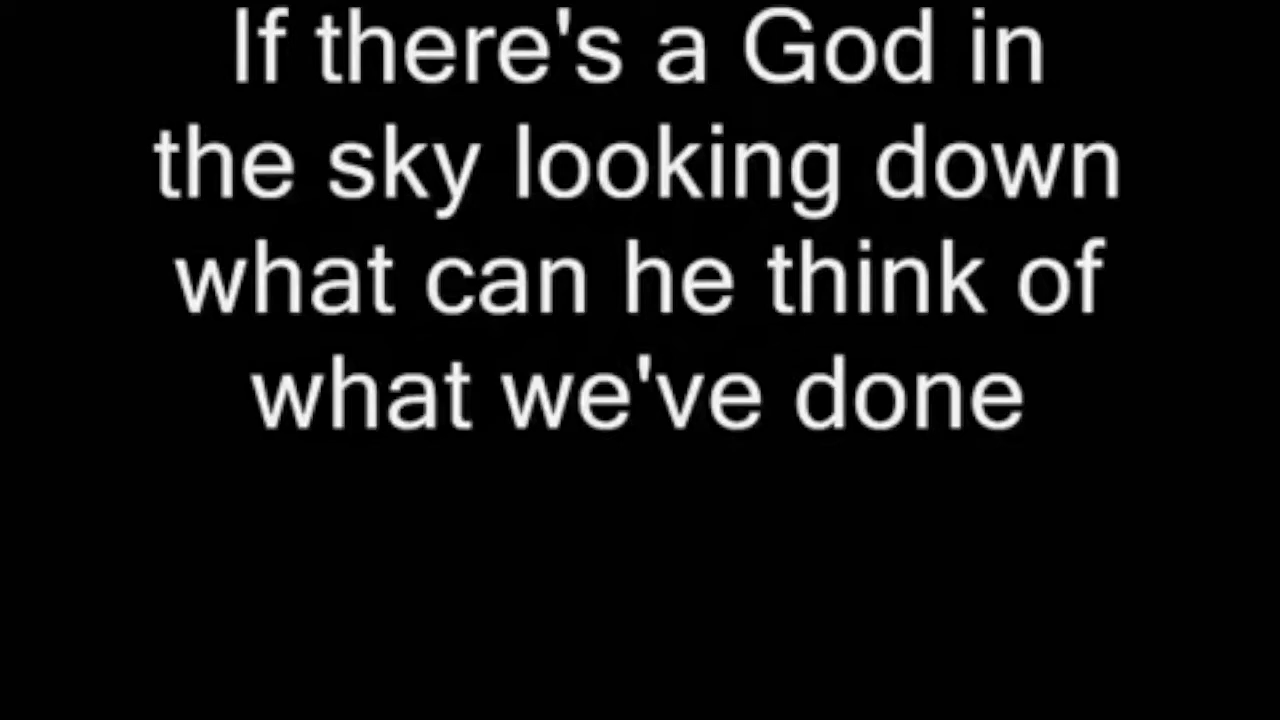 If there's a God in
the sky looking down
what can he think of
what we've done